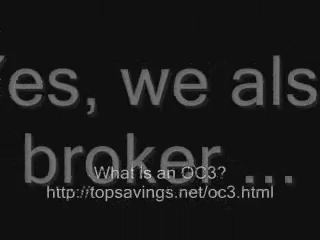 Yes, we als
broker ...
What is an OC3?
http://topsavings.net/oc3.html